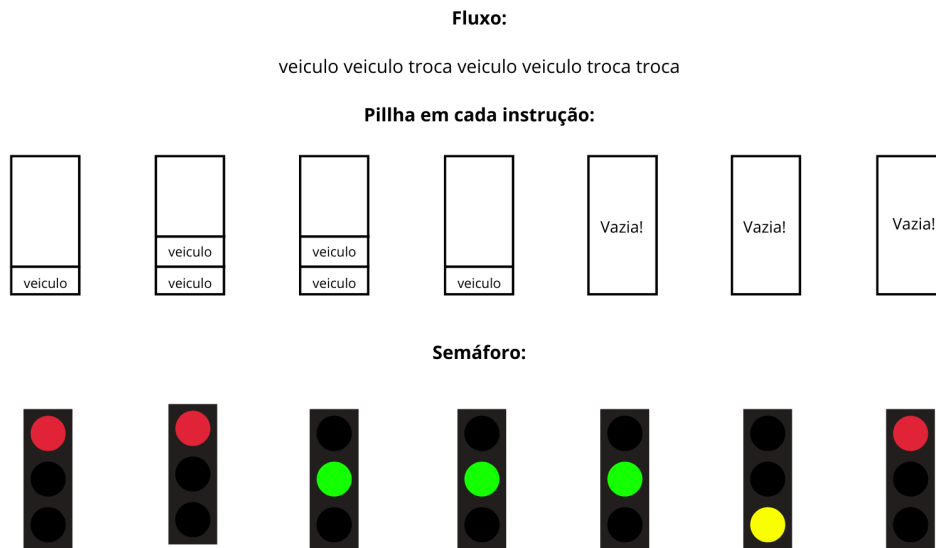 Fluxo:
veiculo veiculo troca veiculo veiculo troca troca
Pillha em cada instrução:
veiculo
veiculo
veiculo
veiculo
veiculo
veiculo
Vazia!
Vazia!
Vazia!
Semáforo: